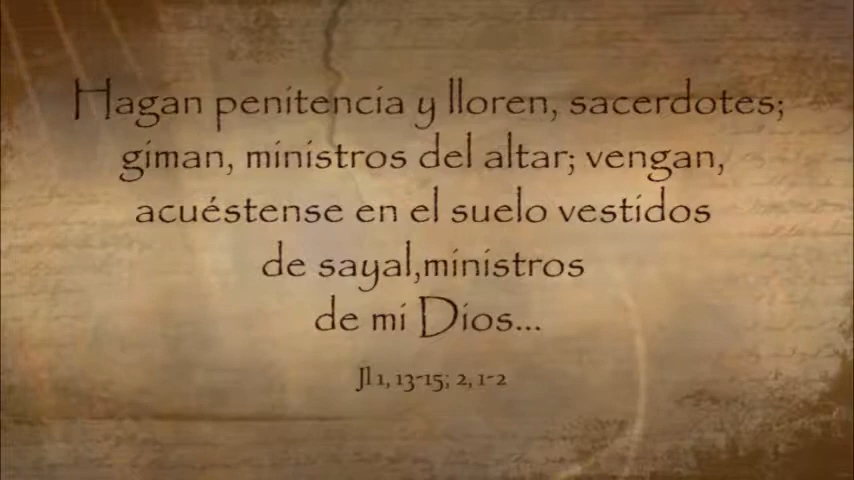 Hagan penitencia y lloren, sacerdotes;
giman, ministros del altar; vengan,
acuéstense en el suelo vestidos
de sayal,ministros
de mi Dios...
Jl 1, 13-15; 2, 1-2